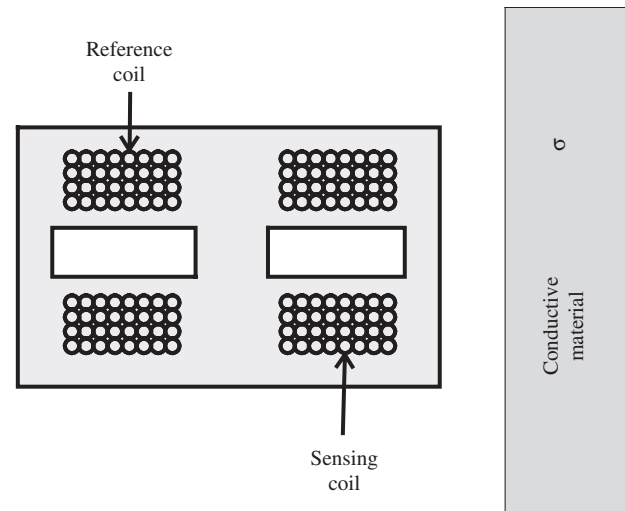 Reference
coil
σ
Conductive
material
Sensing
coil